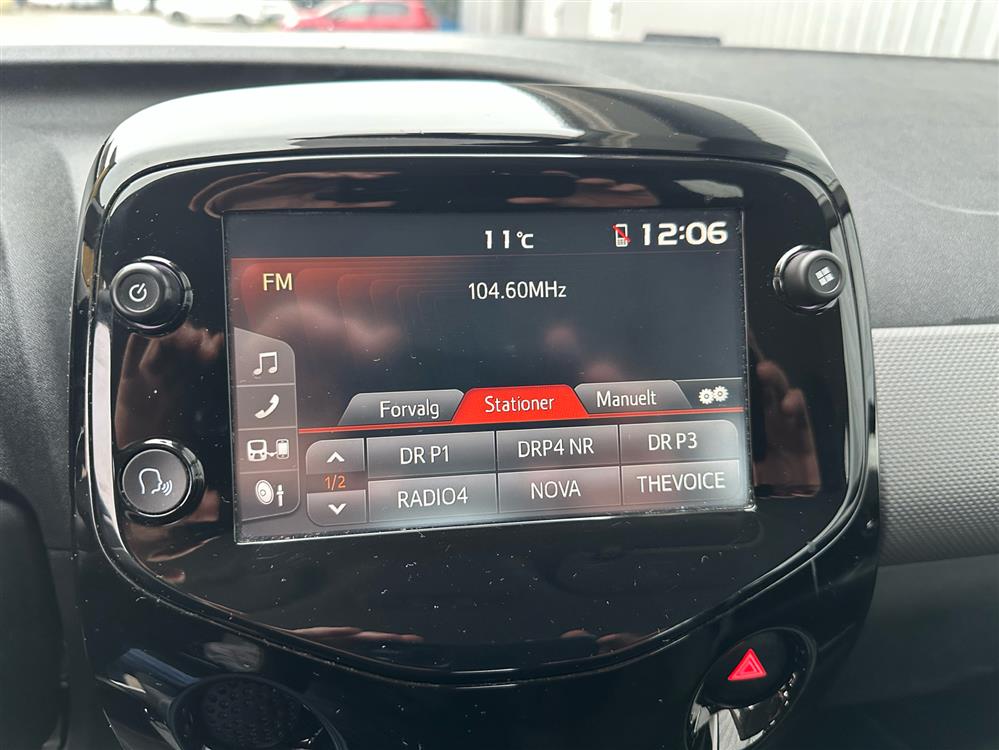 11°C 12:06
FM
104.60MHz
Forvalg Stationer Manuelt
DR P1 DRP4 NR DR P3
1/2
RADIO4 NOVA THEVOICE